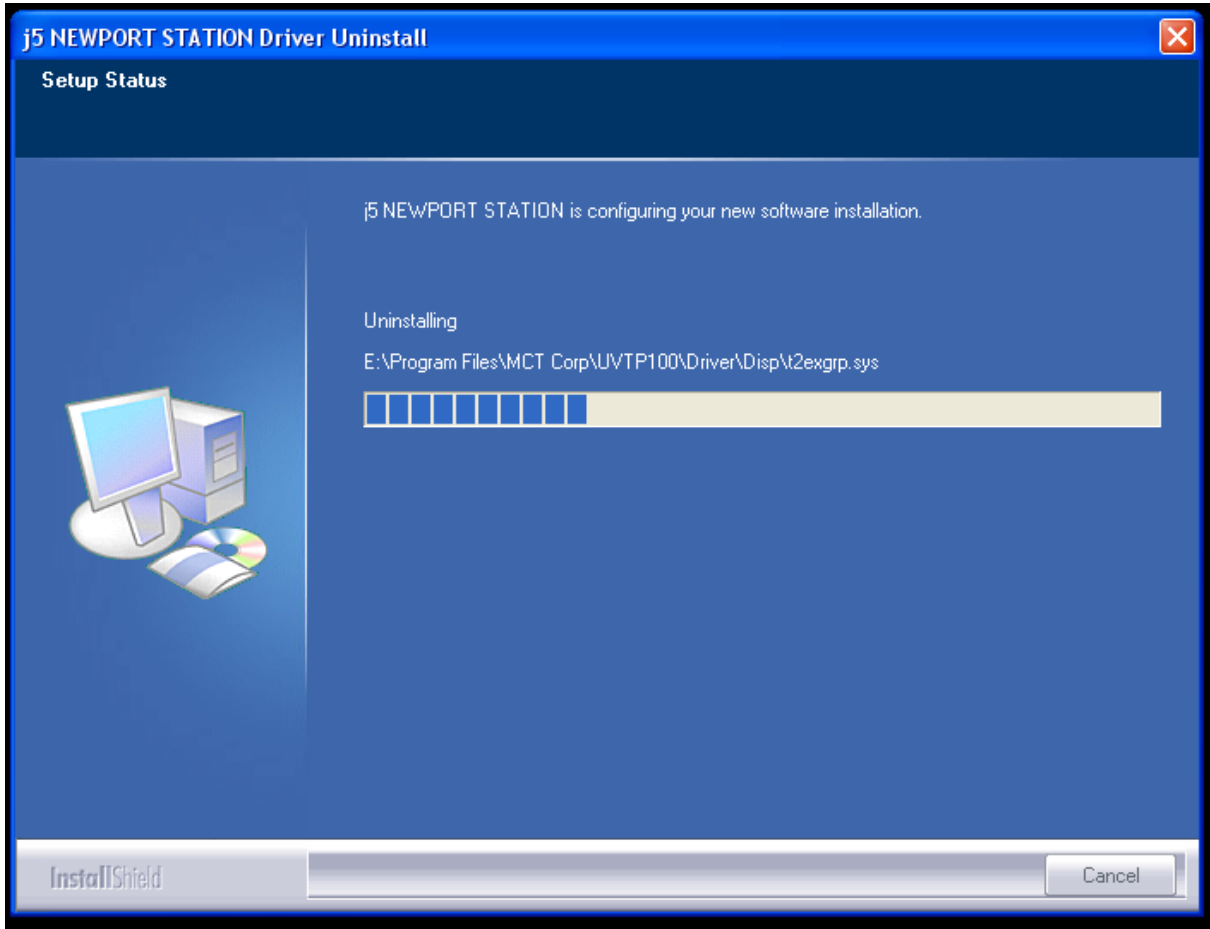 j5 NEWPORT STATION Driver Uninstall
Setup Status
j5 NEWPORT STATION is configuring your new software installation.
Uninstalling
E:\Program Files\MCT Corp\UVTP100\Driver\Disp\t2exgrp.sys
InstallShield
Cancel